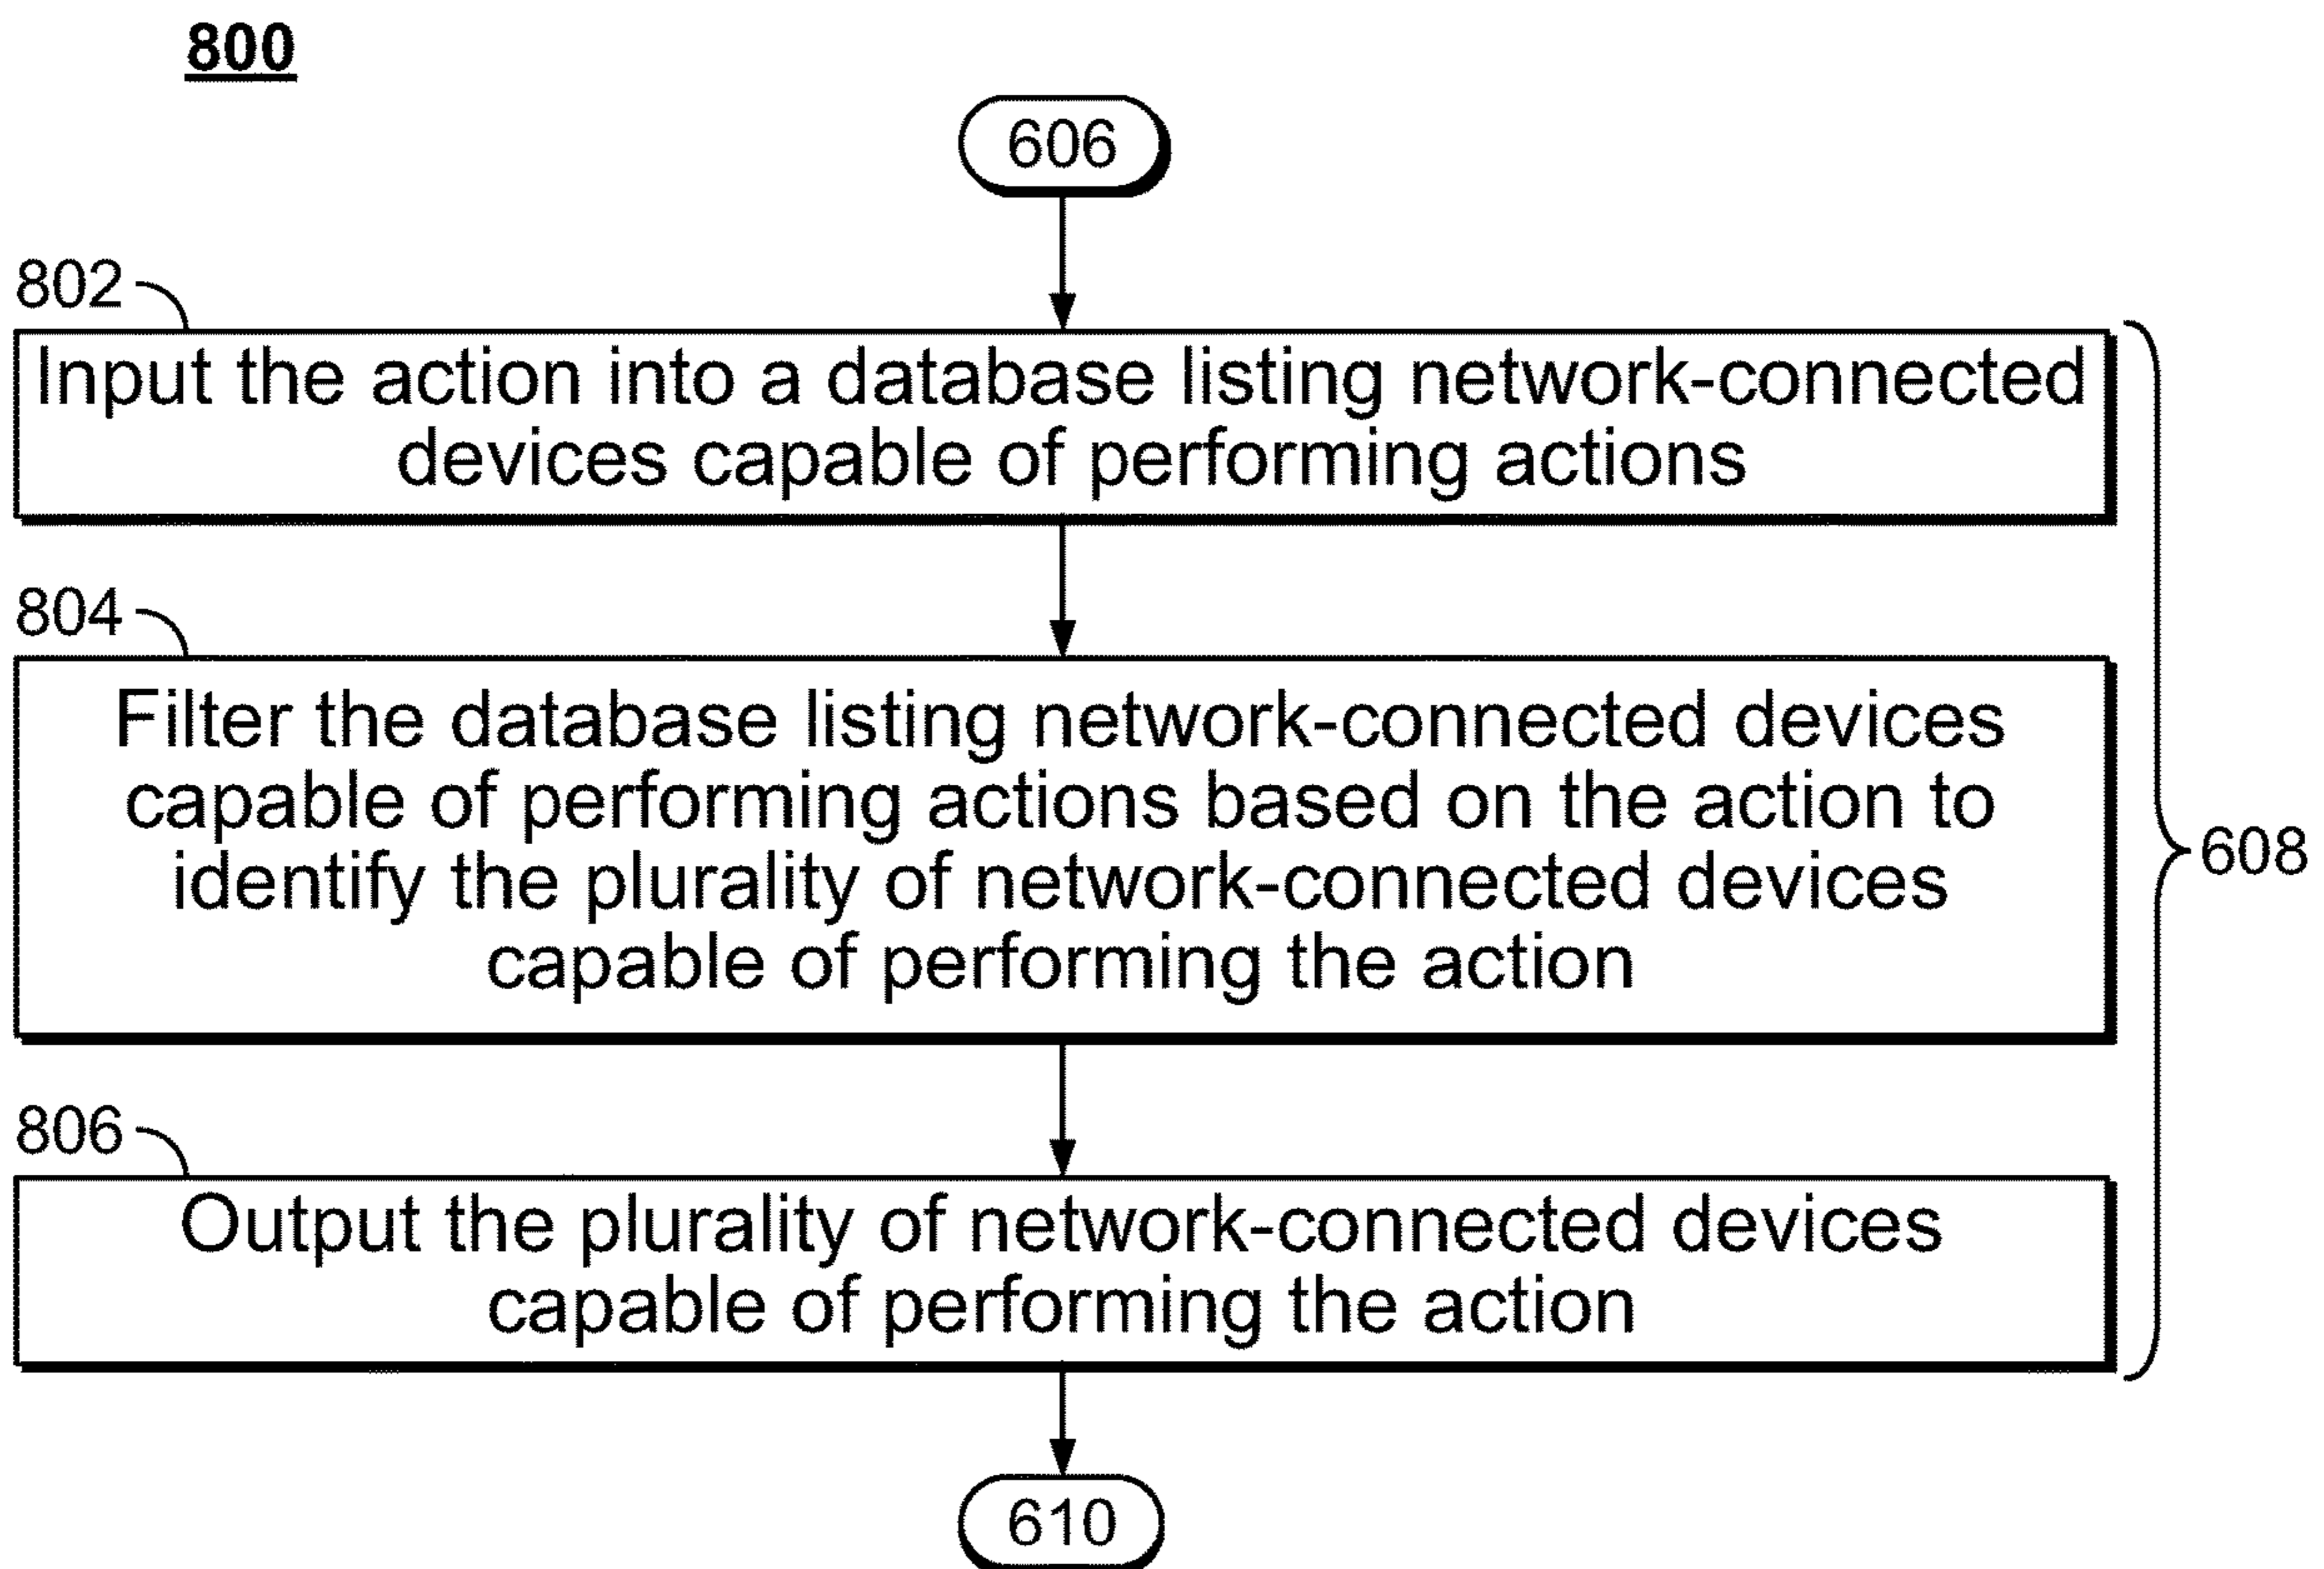 800
606
802
Input the action into a database listing network-connected
devices capable of performing actions
804
Filter the database listing network-connected devices
capable of performing actions based on the action to
identify the plurality of network-connected devices
capable of performing the action
608
806
Output the plurality of network-connected devices
capable of performing the action
610